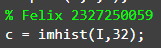 % Felix 2327250059
c = imhist(I,32);